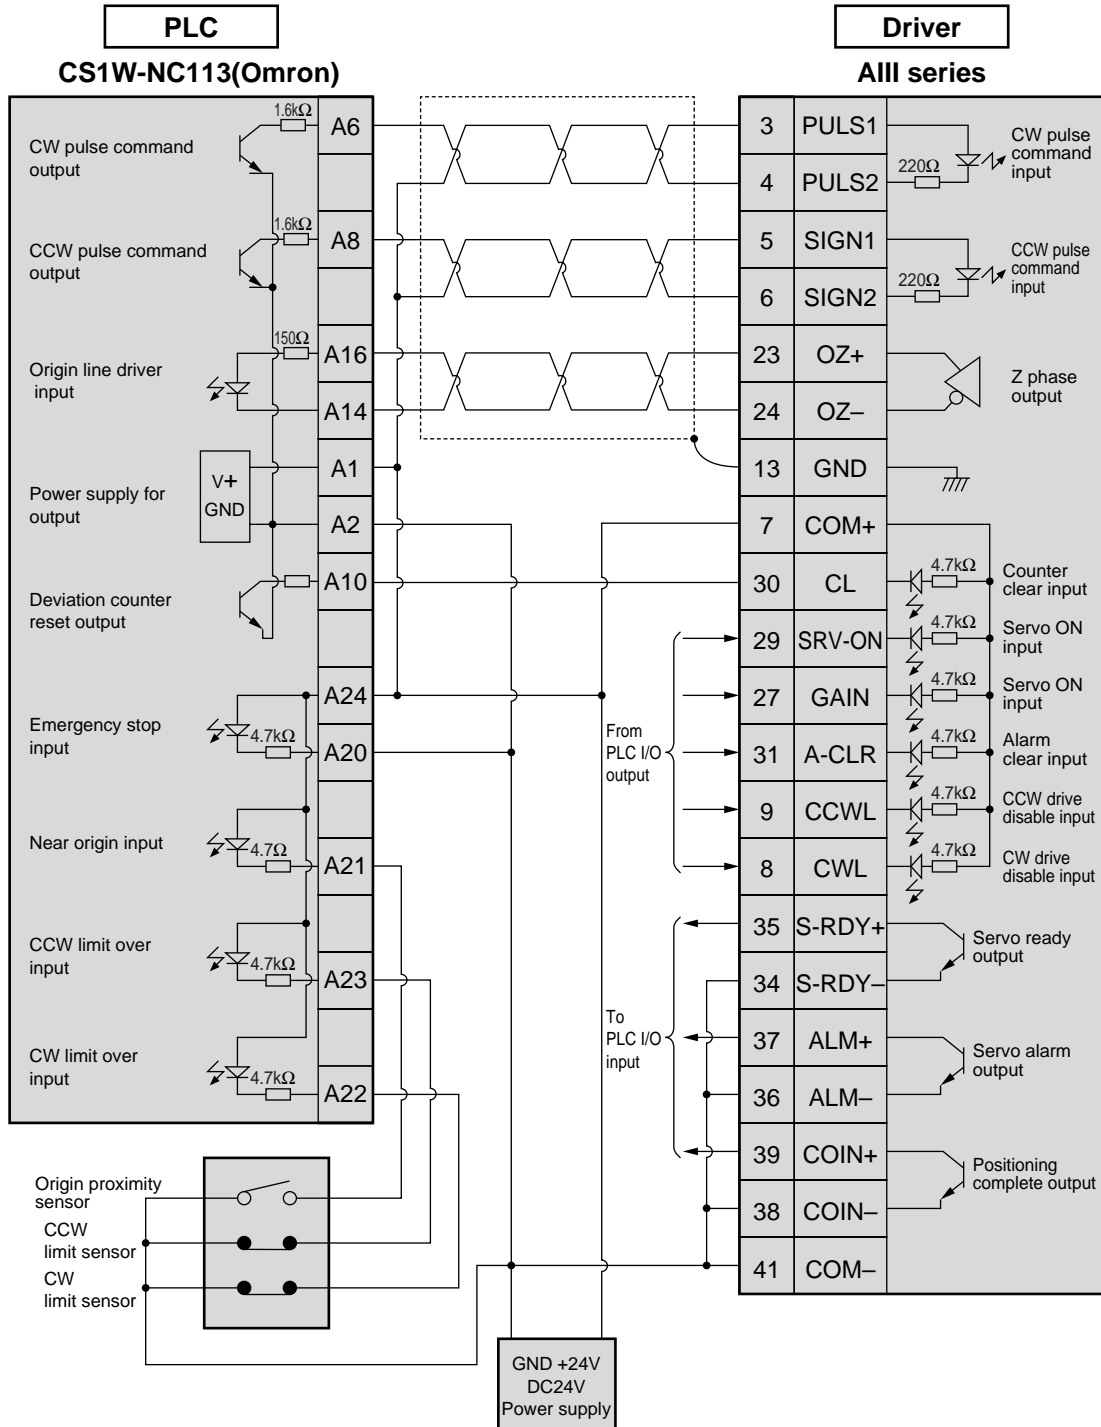 PLC
Driver
CS1W-NC113(Omron)
AIII series
CW pulse command
output
1.6kΩ
A6
CCW pulse command
output
1.6kΩ
A8
Origin line driver
input
150Ω
A16
A14
Power supply for
output
V+
GND
A1
A2
Deviation counter
reset output
A10
Emergency stop
input
A24
4.7kΩ
A20
Near origin input
4.7Ω
A21
CCW limit over
input
4.7kΩ
A23
CW limit over
input
4.7kΩ
A22
Origin proximity
sensor
CCW
limit sensor
CW
limit sensor
From
PLC I/O
output
To
PLC I/O
input
GND +24V
DC24V
Power supply
3 PULS1
4 PULS2
220Ω
CW pulse
command
input
5 SIGN1
6 SIGN2
220Ω
CCW pulse
command
input
23 OZ+
24 OZ–
Z phase
output
13 GND
7 COM+
30 CL
4.7kΩ
Counter
clear input
29 SRV-ON
4.7kΩ
Servo ON
input
27 GAIN
4.7kΩ
Servo ON
input
31 A-CLR
4.7kΩ
Alarm
clear input
9 CCWL
4.7kΩ
CCW drive
disable input
8 CWL
4.7kΩ
CW drive
disable input
35 S-RDY+
34 S-RDY–
Servo ready
output
37 ALM+
36 ALM–
Servo alarm
output
39 COIN+
38 COIN–
Positioning
complete output
41 COM–